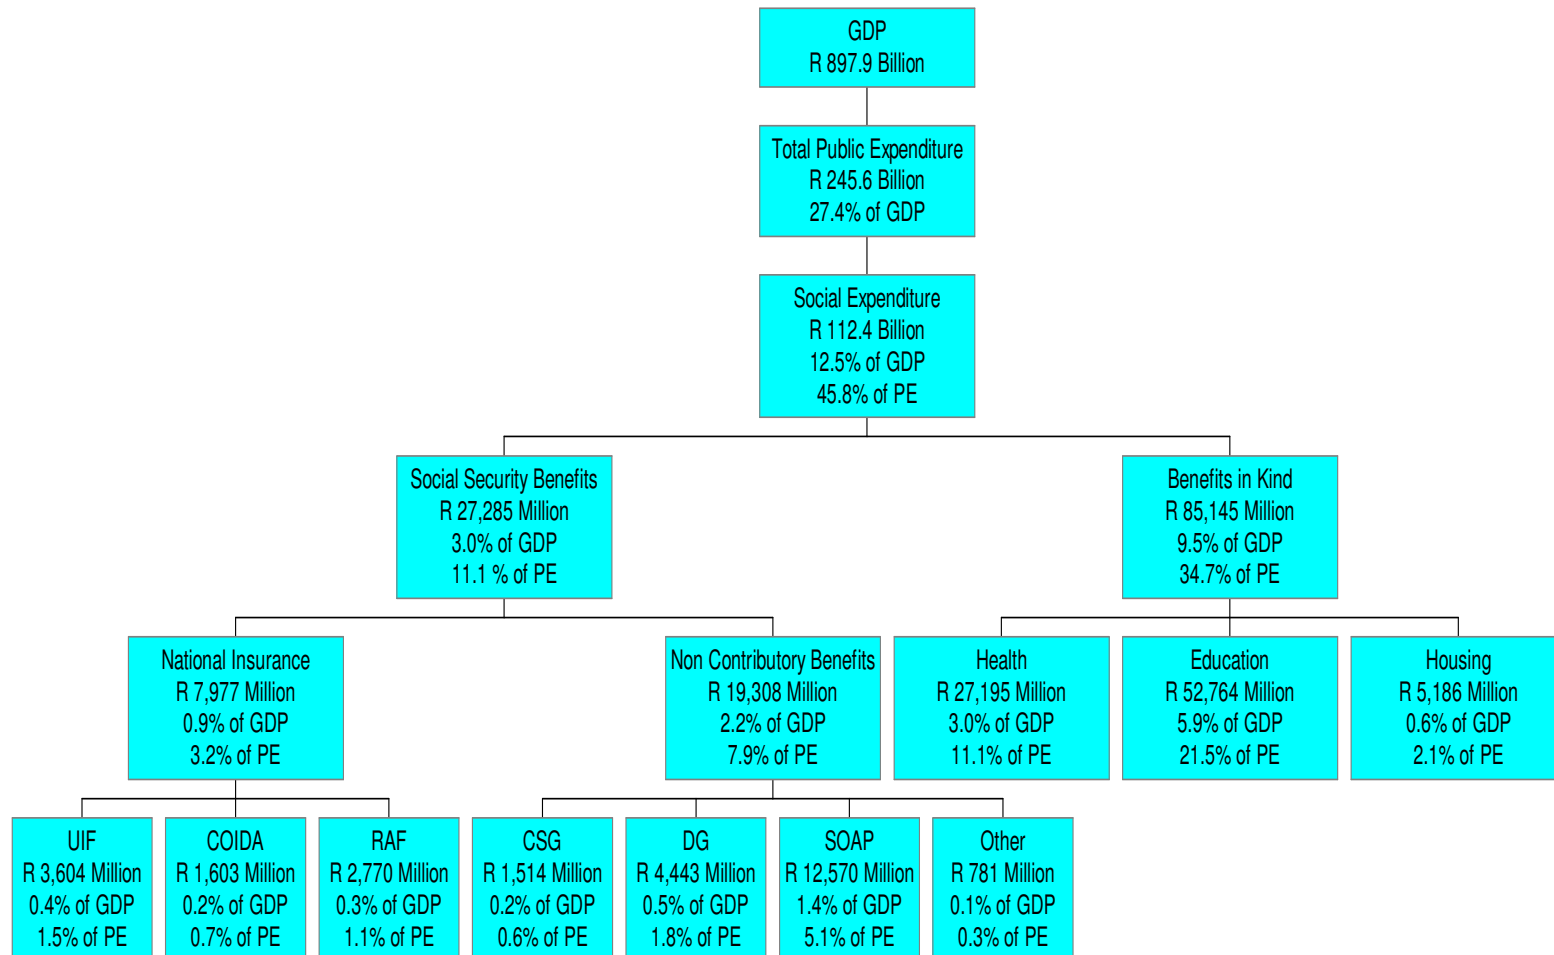 GDP
R 897.9 Billion
Total Public Expenditure
R 245.6 Billion
27.4% of GDP
Social Expenditure
R 112.4 Billion
12.5% of GDP
45.8% of PE
Social Security Benefits
R 27,285 Million
3.0% of GDP
11.1 % of PE
Benefits in Kind
R 85,145 Million
9.5% of GDP
34.7% of PE
National Insurance
R 7,977 Million
0.9% of GDP
3.2% of PE
Non Contributory Benefits
R 19,308 Million
2.2% of GDP
7.9% of PE
Health
R 27,195 Million
3.0% of GDP
11.1% of PE
Education
R 52,764 Million
5.9% of GDP
21.5% of PE
Housing
R 5,186 Million
0.6% of GDP
2.1% of PE
UIF
R 3,604 Million
0.4% of GDP
1.5% of PE
COIDA
R 1,603 Million
0.2% of GDP
0.7% of PE
RAF
R 2,770 Million
0.3% of GDP
1.1% of PE
CSG
R 1,514 Million
0.2% of GDP
0.6% of PE
DG
R 4,443 Million
0.5% of GDP
1.8% of PE
SOAP
R 12,570 Million
1.4% of GDP
5.1% of PE
Other
R 781 Million
0.1% of GDP
0.3% of PE